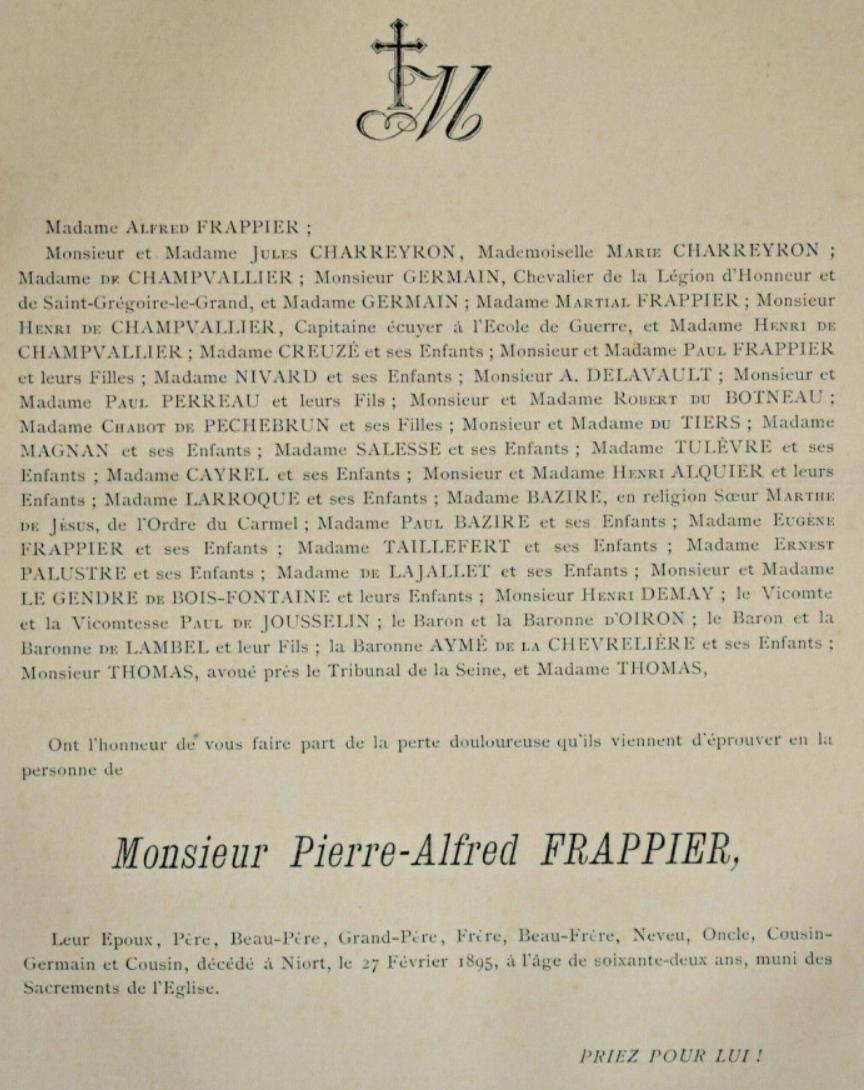 M
Madame ALFRED FRAPPIER ;
Monsieur et Madame JULES CHARREYRON, Mademoiselle MARIE CHARREYRON ;
Madame DE CHAMPVALLIER ; Monsieur GERMAIN, Chevalier de la Légion d'Honneur et
de Saint-Grégoire-le-Grand, et Madame GERMAIN ; Madame MARTIAL FRAPPIER ; Monsieur
HENRI DE CHAMPVALLIER, Capitaine écuyer à l'Ecole de Guerre, et Madame HENRI DE
CHAMPVALLIER ; Madame CREUZÉ et ses Enfants ; Monsieur et Madame PAUL FRAPPIER
et leurs Filles ; Madame NIVARD et ses Enfants ; Monsieur A. DELAVAULT ; Monsieur et
Madame PAUL PERREAU et leurs Fils ; Monsieur et Madame ROBERT DU BOTNEAU ;
Madame CHABOT DE PECHEBRUN et ses Filles ; Monsieur et Madame DU TIERS ; Madame
MAGNAN et ses Enfants ; Madame SALESSE et ses Enfants ; Madame TULÈVRE et ses
Enfants ; Madame CAYREL et ses Enfants ; Monsieur et Madame HENRI ALQUIER et leurs
Enfants ; Madame LARROQUE et ses Enfants ; Madame BAZIRE, en religion Sœur MARTHE
DE JÉSUS, de l'Ordre du Carmel ; Madame PAUL BAZIRE et ses Enfants ; Madame EUGÈNE
FRAPPIER et ses Enfants ; Madame TAILLEFERT et ses Enfants ; Madame ERNEST
PALUSTRE et ses Enfants ; Madame DE LAJALLET et ses Enfants ; Monsieur et Madame
LE GENDRE DE BOIS-FONTAINE et leurs Enfants ; Monsieur HENRI DEMAY ; le Vicomte
et la Vicomtesse PAUL DE JOUSSELIN ; le Baron et la Baronne D'OIRON ; le Baron et la
Baronne DE LAMBEL et leur Fils ; la Baronne AYMÉ DE LA CHEVRELIÈRE et ses Enfants ;
Monsieur THOMAS, avoué près le Tribunal de la Seine, et Madame THOMAS,
Ont l'honneur de vous faire part de la perte douloureuse qu'ils viennent d'éprouver en la
personne de
Monsieur Pierre-Alfred FRAPPIER,
Leur Epoux, Père, Beau-Père, Grand-Père, Frère, Beau-Frère, Neveu, Oncle, Cousin-
Germain et Cousin, décédé à Niort, le 27 Février 1895, à l'âge de soixante-deux ans, muni des
Sacrements de l'Eglise.
PRIEZ POUR LUI !